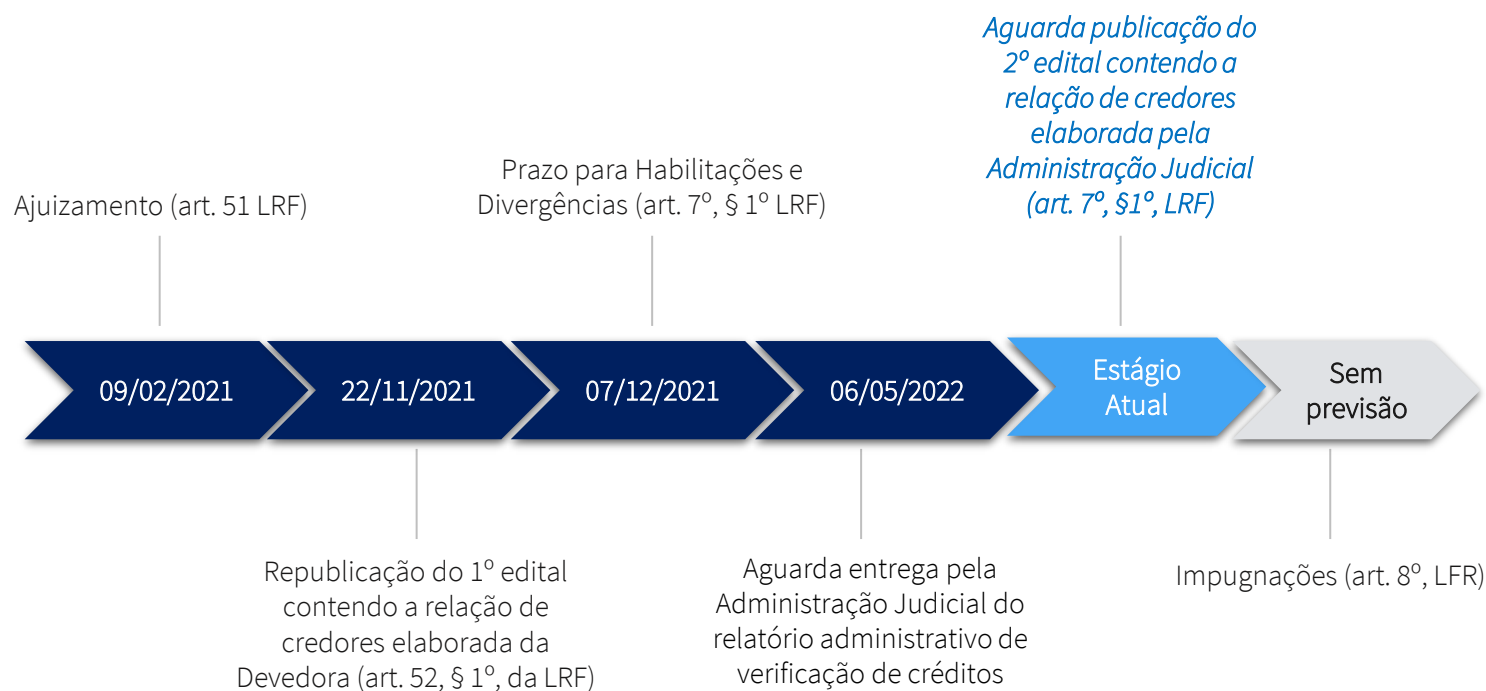 Aguarda publicação do
2º edital contendo a
relação de credores
elaborada pela
Administração Judicial
(art. 7º, §1º, LRF)
Prazo para Habilitações e
Divergências (art. 7º, § 1º LRF)
Ajuizamento (art. 51 LRF)
09/02/2021
22/11/2021
07/12/2021
06/05/2022
Estágio
Atual
Sem
previsão
Republicação do 1º edital
contendo a relação de
credores elaborada da
Devedora (art. 52, § 1º, da LRF)
Aguarda entrega pela
Administração Judicial do
relatório administrativo de
verificação de créditos
Impugnações (art. 8º, LFR)